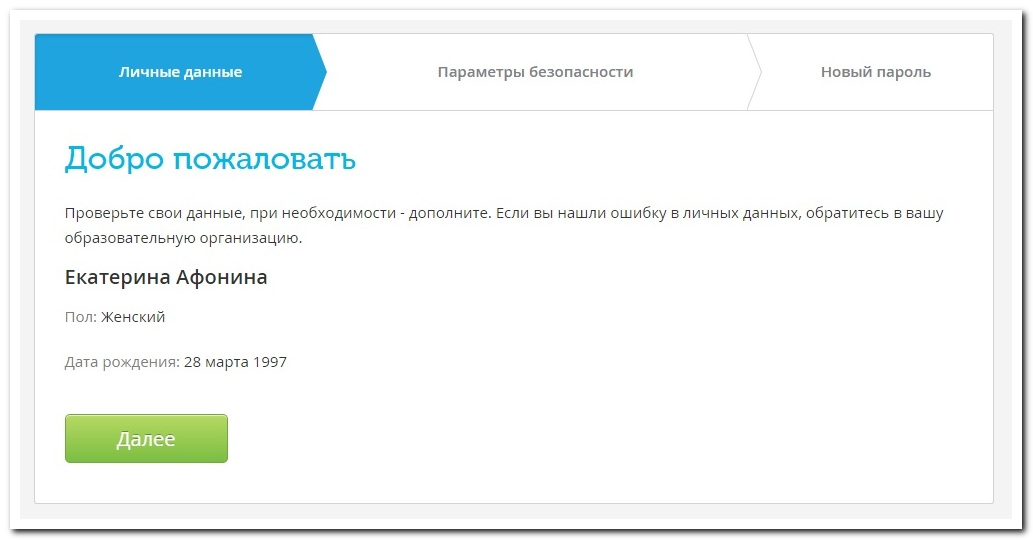 Личные данные
Параметры безопасности
Новый пароль
Добро пожаловать
Проверьте свои данные, при необходимости - дополните. Если вы нашли ошибку в личных данных, обратитесь в вашу
образовательную организацию.
Екатерина Афонина
Пол: Женский
Дата рождения: 28 марта 1997
Далее